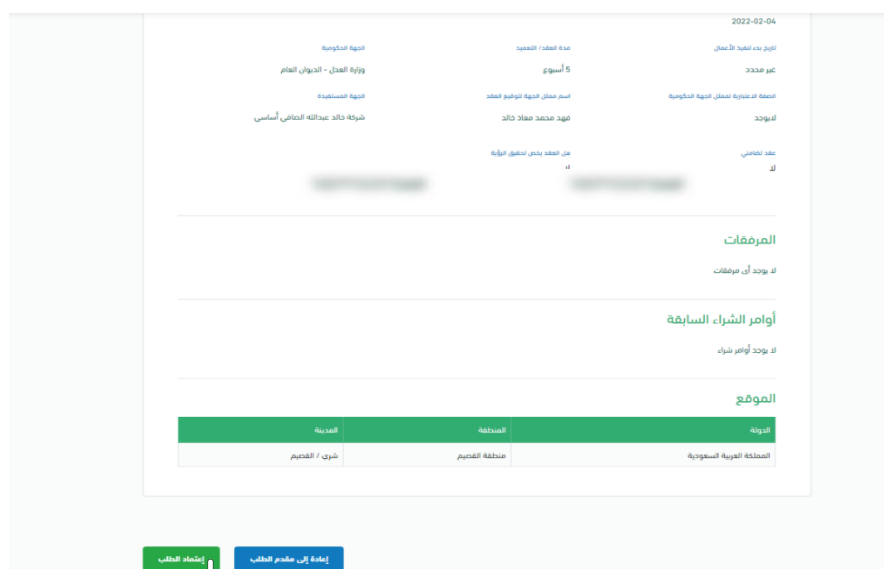 2022-02-04
تاريخ بدء تنفيذ الأعمال مدة العقد / التعميد الجهة الحكومية
غير محدد 5 أسبوع وزارة العدل - الديوان العام
الصفة الاعتبارية لممثل الجهة الحكومية اسم ممثل الجهة لتوقيع العقد الجهة المستفيدة
لايوجد فهد محمد معاذ خالد شركة خالد عبدالله الصافي أساسي
عقد تضامني هل العقد يخص تحقيق الرؤية
لا لا
المرفقات
لا يوجد أى مرفقات
أوامر الشراء السابقة
لا يوجد أوامر شراء
الموقع
الدولة المنطقة المدينة
المملكة العربية السعودية منطقة القصيم شري / القصيم
إعادة إلى مقدم الطلب إعتماد الطلب